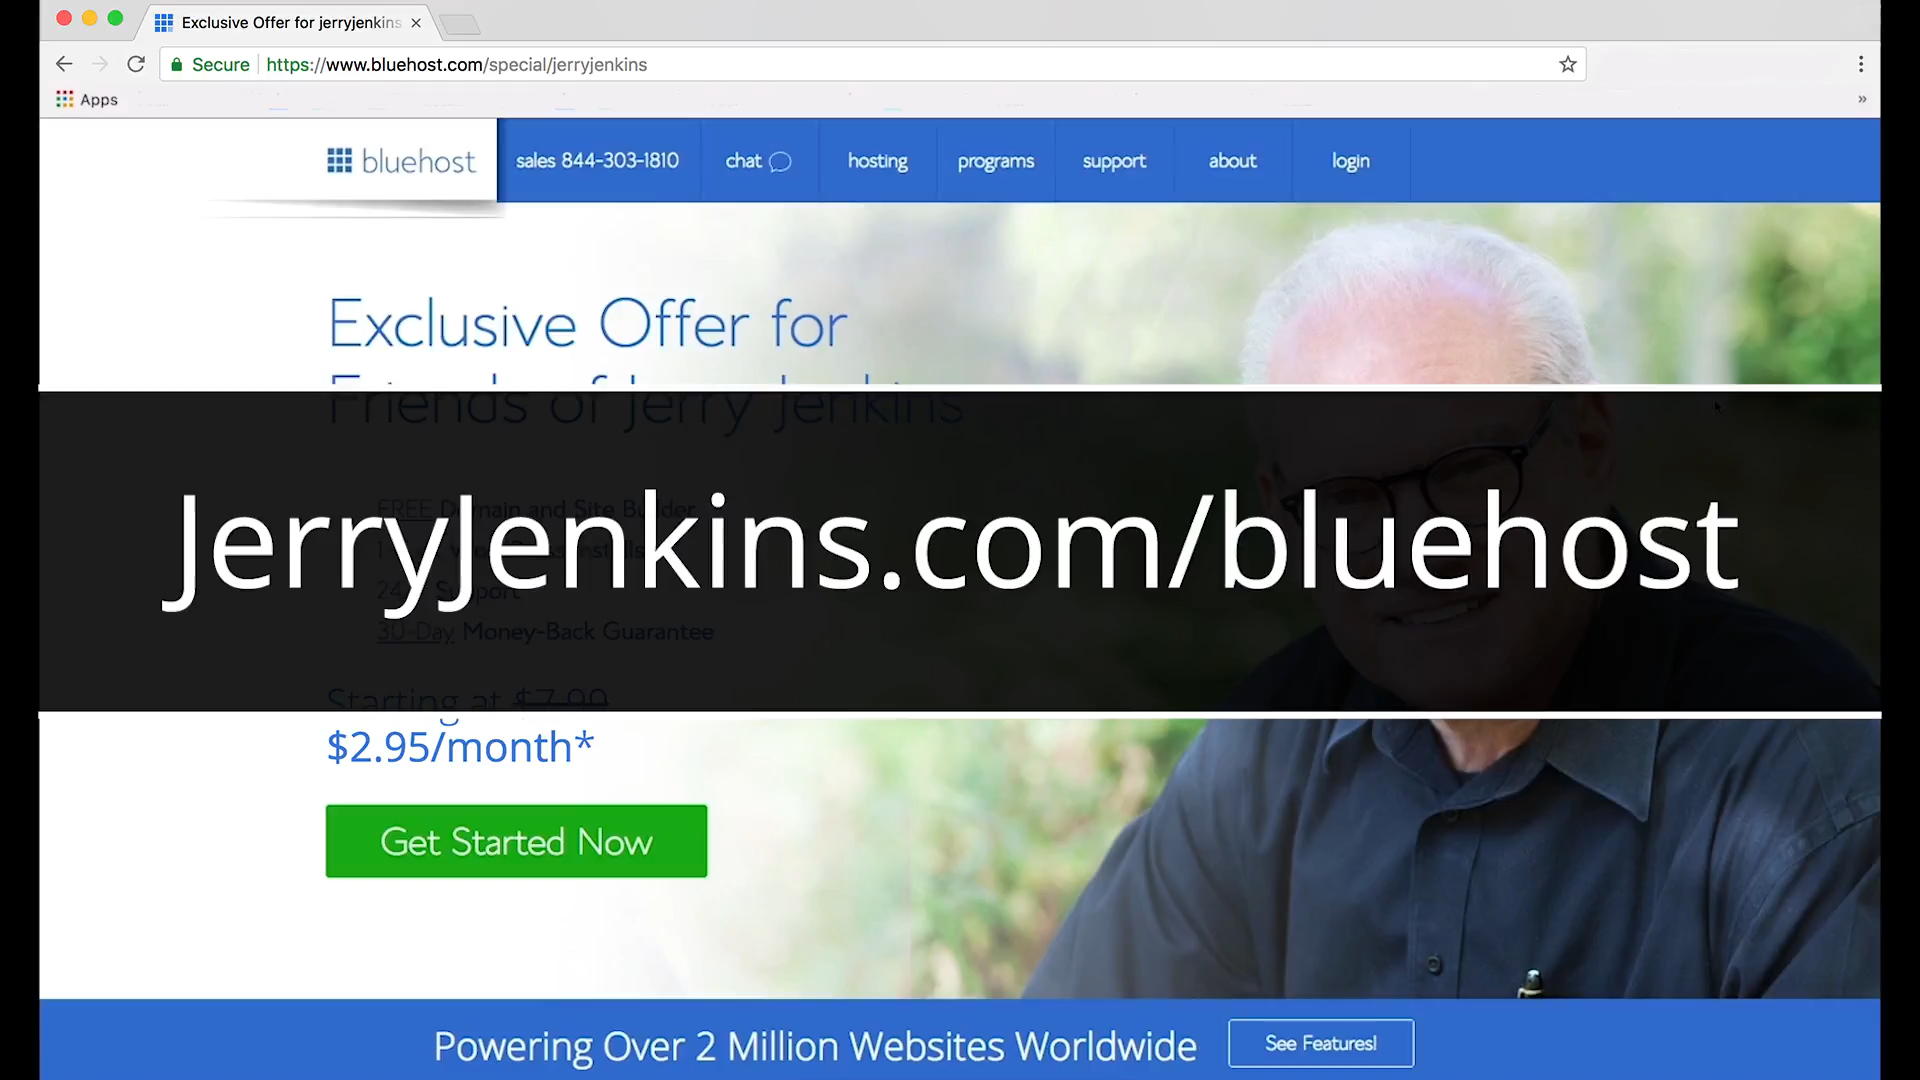 Exclusive Offer for jerryjenkins
Secure https://www.bluehost.com/special/jerryjenkins
Apps
bluehost
sales 844-303-1810
chat
hosting
programs
support
about
login
Exclusive Offer for
Friends of Jerry Jenkins
FREE Domain and Site Builder
JerryJenkins.com/bluehost
24/7 Support
30-Day Money-Back Guarantee
Starting at $7.99
$2.95/month*
Get Started Now
Powering Over 2 Million Websites Worldwide
See Features!